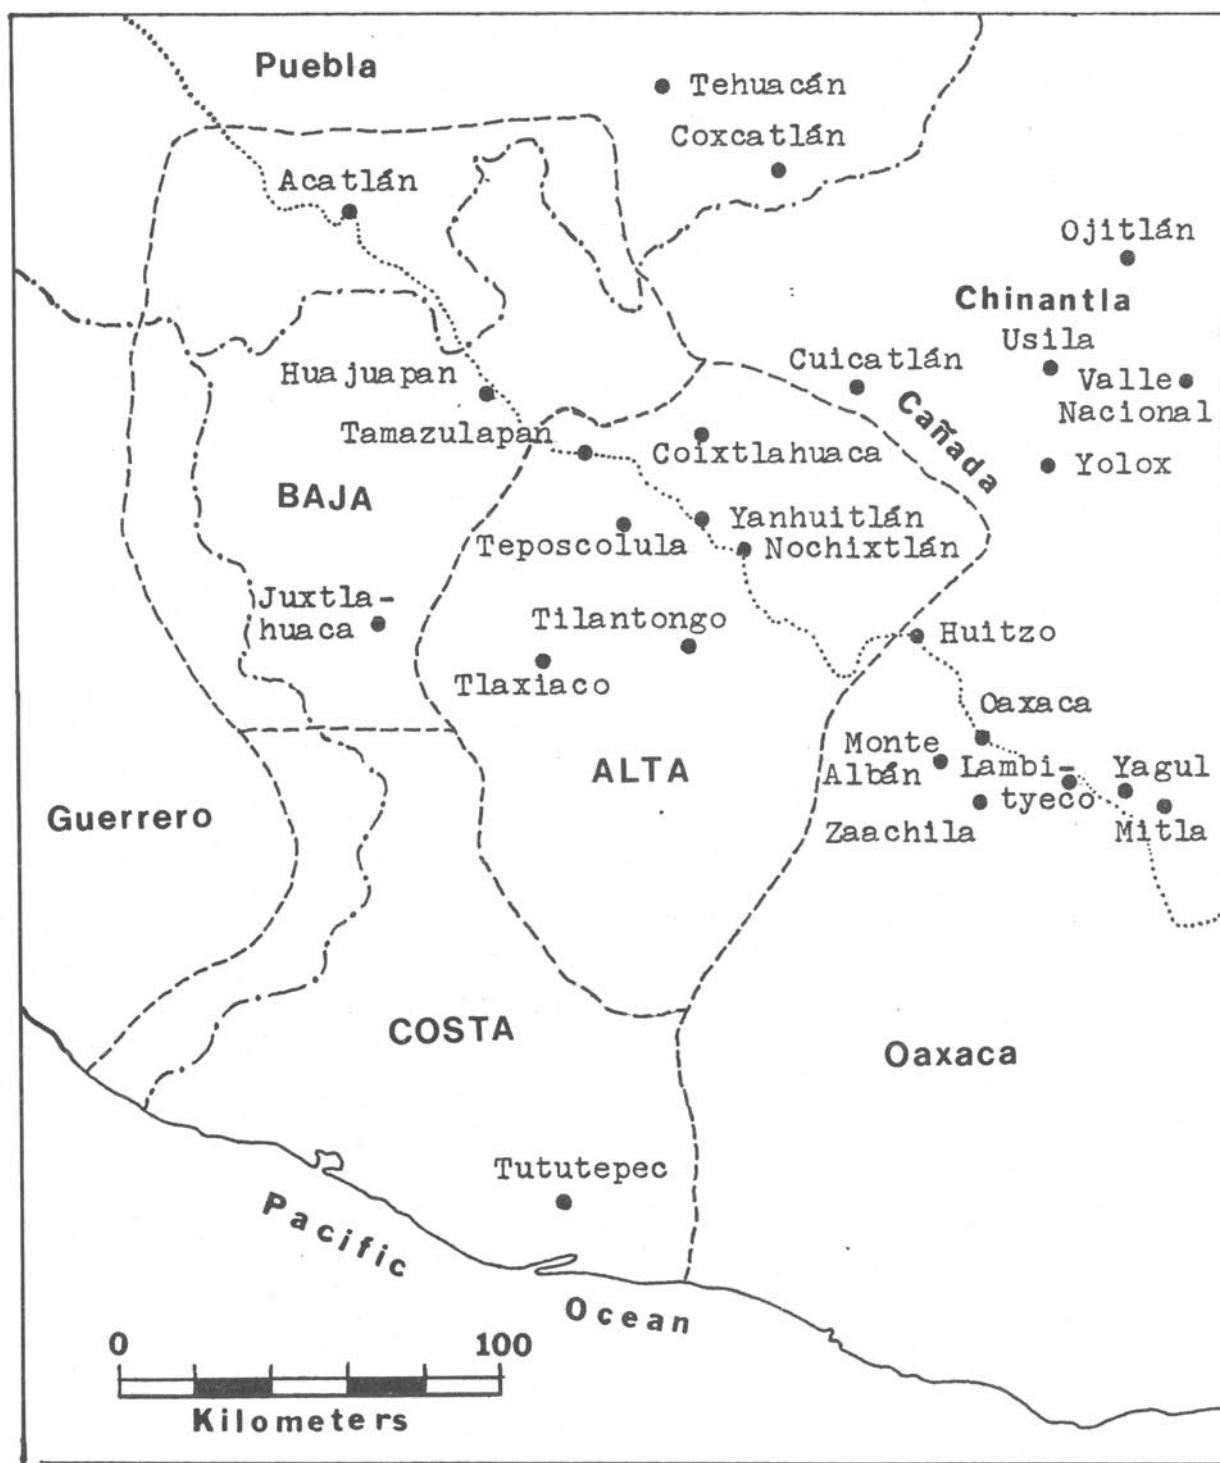 Puebla
Tehuacán
Coxcatlán
Acatlán
Ojitlán
Chinantla
Usila
Cuicatlán
Valle
Nacional
Huajuapan
Cañada
Tamazulapan
Coixtlahuaca
Yolox
BAJA
Yanhuitlán
Teposcolula
Nochixtlán
Juxtla-
huaca
Tilantongo
Huitzo
Tlaxiaco
Oaxaca
Monte
Albán
Lambi-
tyeco
Yagul
ALTA
Guerrero
Zaachila
Mitla
COSTA
Oaxaca
Tututepec
Pacific
Ocean
0 100
Kilometers